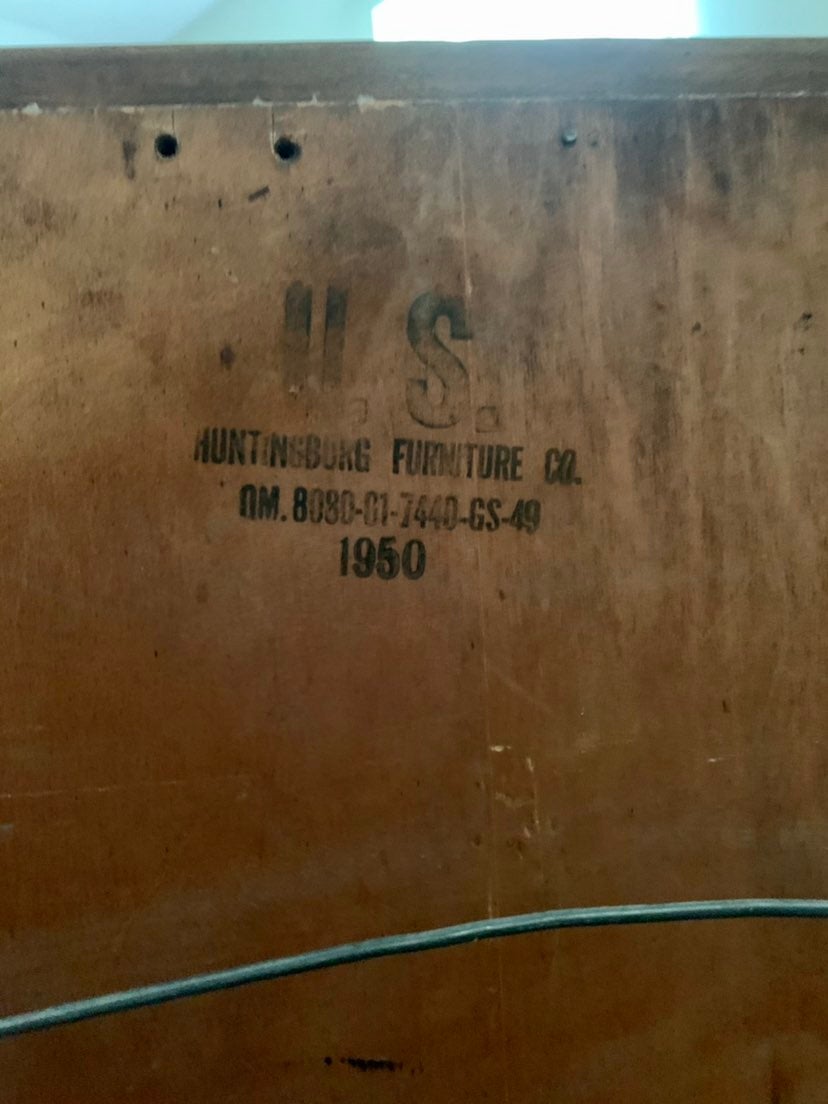 U.S.
HUNTINGBURG FURNITURE CO.
QM. 8080-01-7440-GS-49
1950